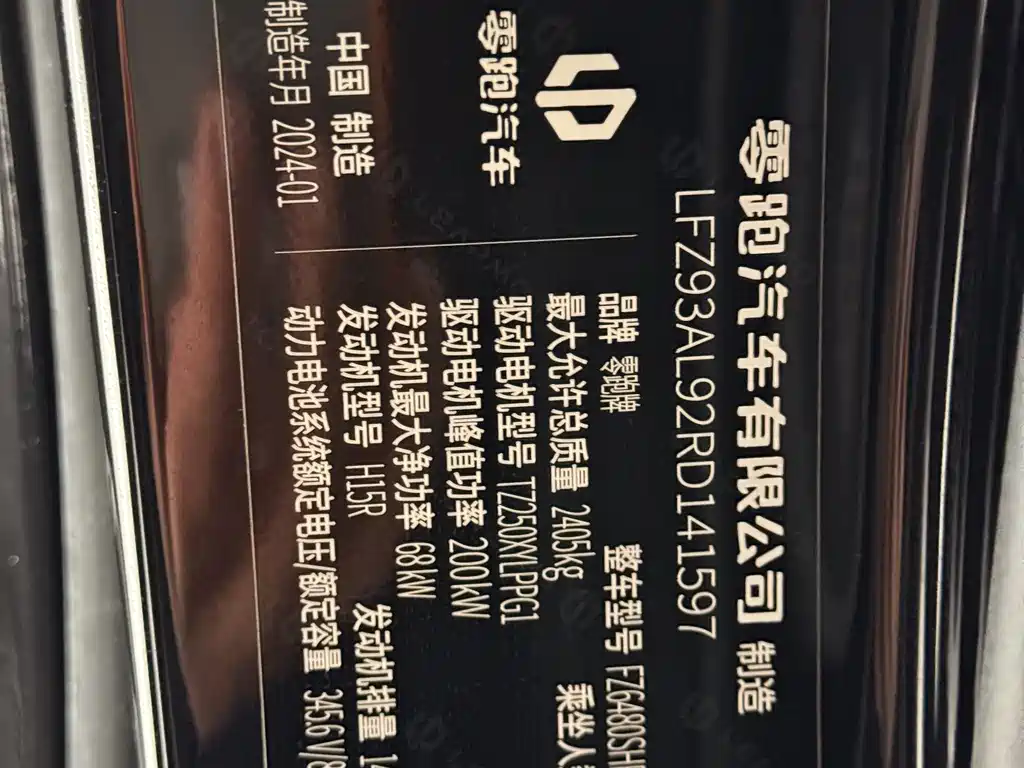 零跑汽车有限公司 制造
LFZ93AL92RD141597
品牌 零跑牌 整车型号 FZ6480SH
最大允许总质量 2405kg 乘坐人
驱动电机型号 TZ250XYLPPG1
驱动电机峰值功率 200kW
发动机最大净功率 68kW 发动机排量 14
发动机型号 H15R
动力电池系统额定电压/额定容量 345.6 V/8
零跑汽车
中国 制造
制造年月 2024-01